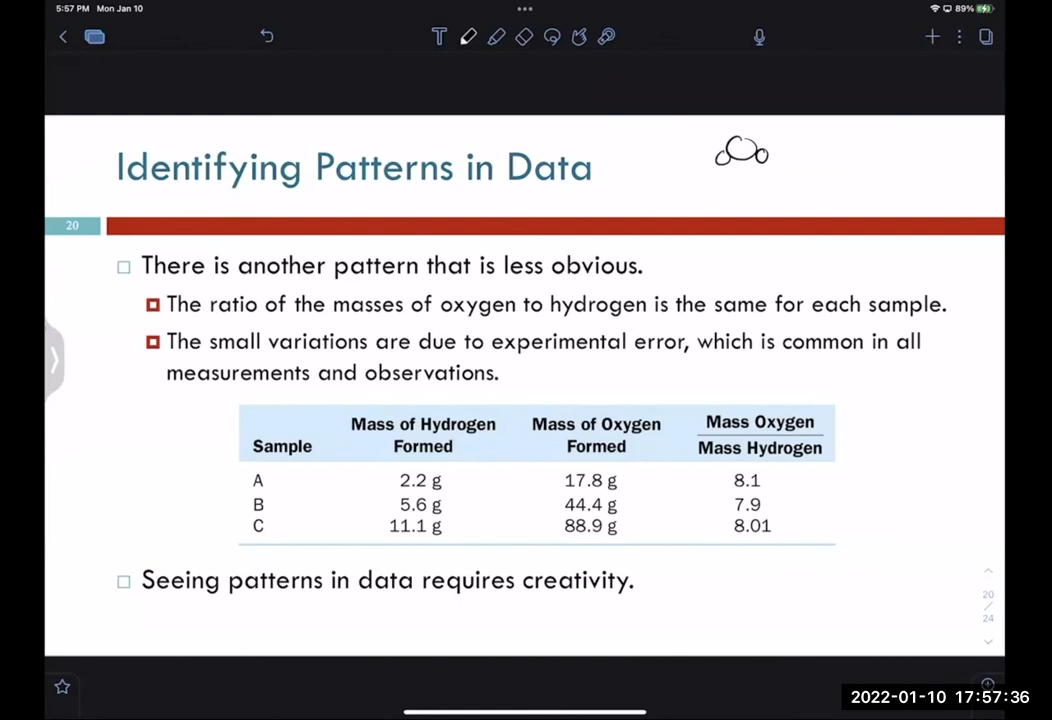 5:57 PM Mon Jan 10
89%
T
Identifying Patterns in Data
20
There is another pattern that is less obvious.
The ratio of the masses of oxygen to hydrogen is the same for each sample.
The small variations are due to experimental error, which is common in all
measurements and observations.
Mass of Hydrogen Mass of Oxygen Mass Oxygen
Sample Formed Formed Mass Hydrogen
A 2.2 g 17.8 g 8.1
B 5.6 g 44.4 g 7.9
C 11.1 g 88.9 g 8.01
Seeing patterns in data requires creativity.
20
/
24
2022-01-10 17:57:36